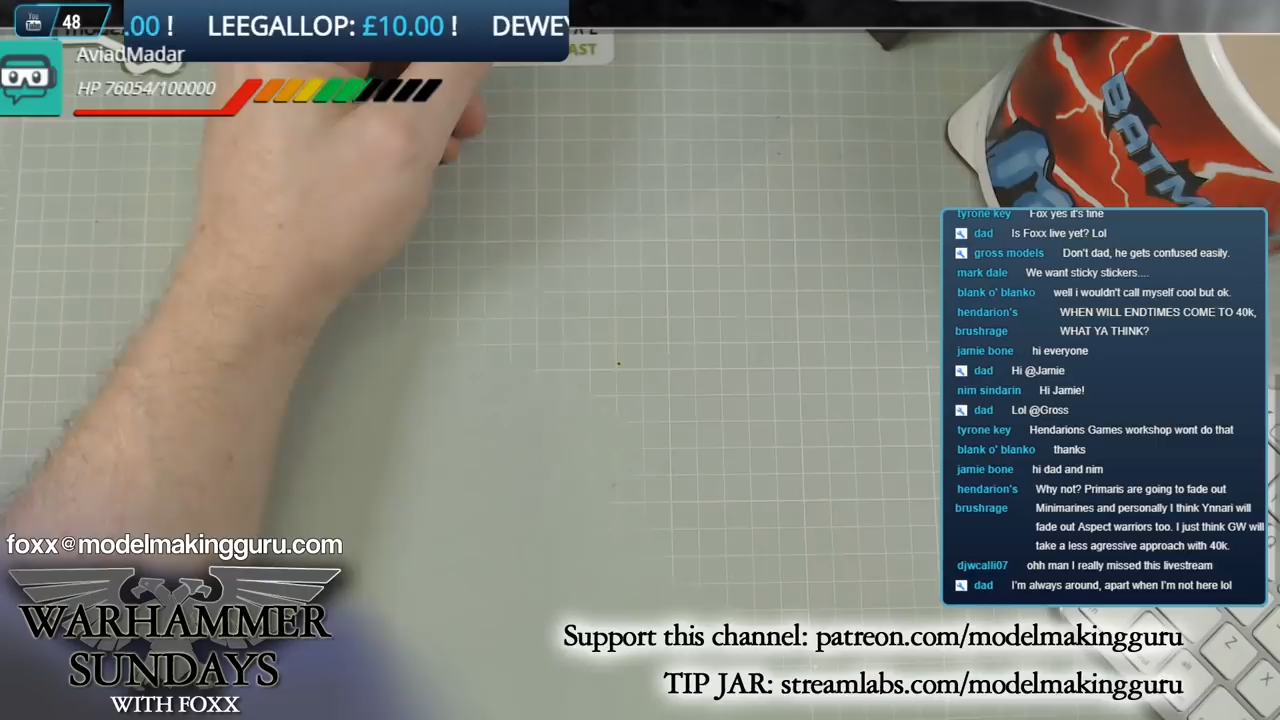 You
Tube
48
.00 !   LEEGALLOP: £10.00 !   DEWEY
AST
AviadMadar
HP 76054/100000
BATM
tyrone key Fox yes it's fine
dad Is Foxx live yet? Lol
gross models Don't dad, he gets confused easily.
mark dale We want sticky stickers....
blank o' blanko well i wouldn't call myself cool but ok.
hendarion's WHEN WILL ENDTIMES COME TO 40k,
brushrage WHAT YA THINK?
jamie bone hi everyone
dad Hi @Jamie
nim sindarin Hi Jamie!
dad Lol @Gross
tyrone key Hendarions Games workshop wont do that
blank o' blanko thanks
jamie bone hi dad and nim
hendarion's Why not? Primaris are going to fade out
brushrage Minimarines and personally I think Ynnari will
fade out Aspect warriors too. I just think GW will
take a less agressive approach with 40k.
djwcalli07 ohh man I really missed this livestream
dad I'm always around, apart when I'm not here lol
foxx@modelmakingguru.com
WARHAMMER
SUNDAYS
WITH FOXX
Support this channel: patreon.com/modelmakingguru
TIP JAR: streamlabs.com/modelmakingguru
Z
X